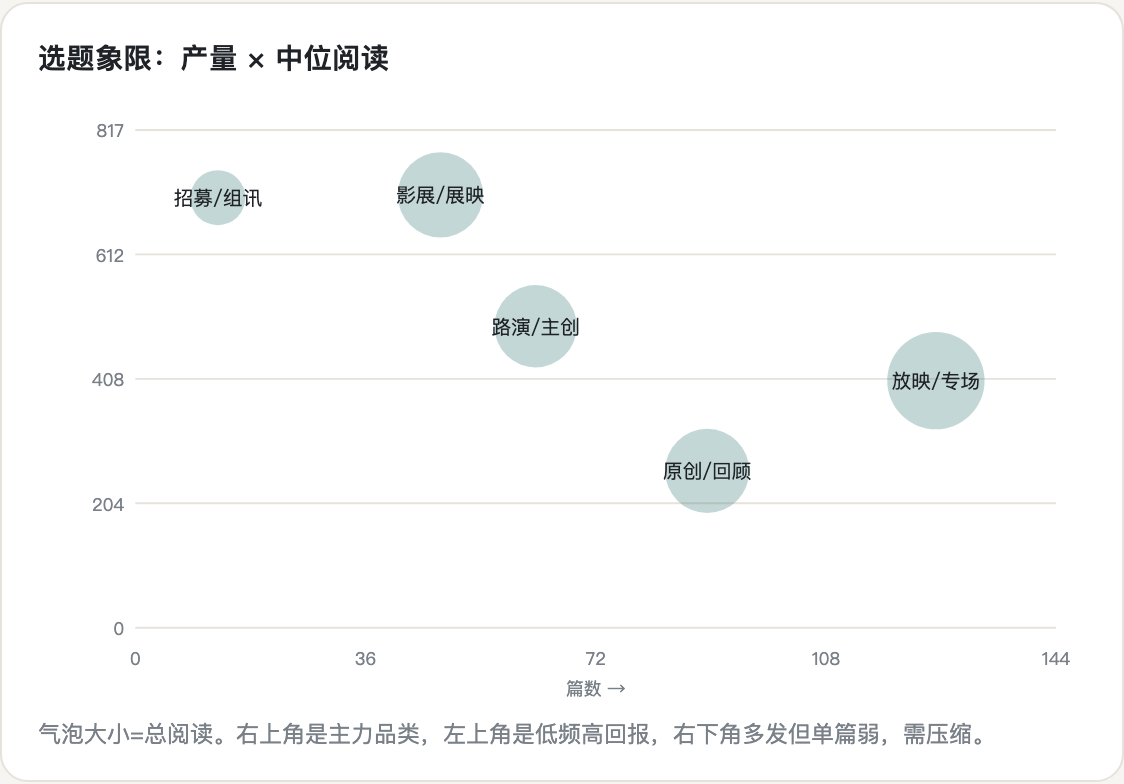 选题象限：产量 × 中位阅读
817
招募/组讯
影展/展映
612
路演/主创
408
放映/专场
原创/回顾
204
0
0 36 72 108 144
篇数 →
气泡大小=总阅读。右上角是主力品类，左上角是低频高回报，右下角多发但单篇弱，需压缩。